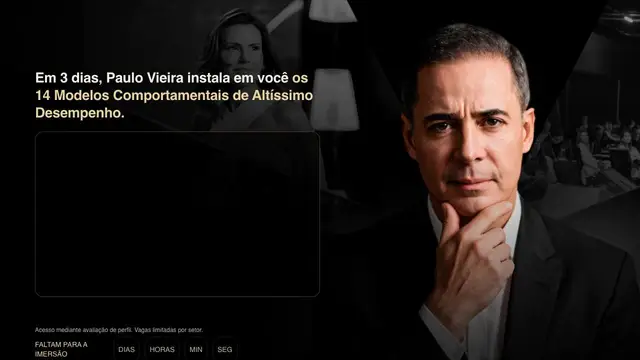 Em 3 dias, Paulo Vieira instala em você os
14 Modelos Comportamentais de Altíssimo
Desempenho.
Acesso mediante avaliação de perfil. Vagas limitadas por setor.
FALTAM PARA A
IMERSÃO
DIAS HORAS MIN SEG